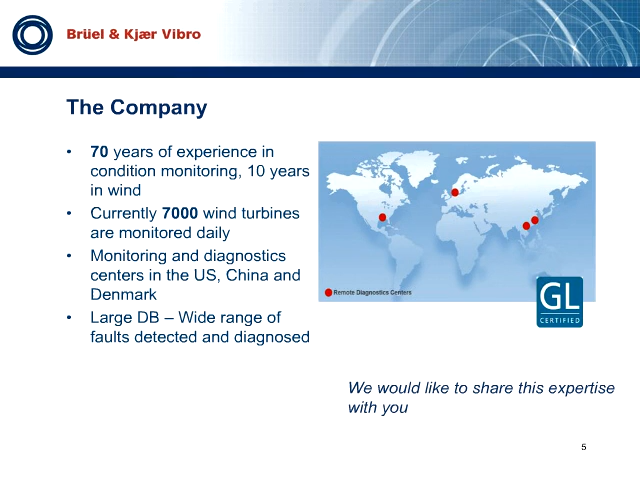 Brüel & Kjær Vibro
The Company
• 70 years of experience in
condition monitoring, 10 years
in wind
• Currently 7000 wind turbines
are monitored daily
• Monitoring and diagnostics
centers in the US, China and
Denmark
• Large DB – Wide range of
faults detected and diagnosed
Remote Diagnostics Centers
GL
CERTIFIED
We would like to share this expertise
with you
5